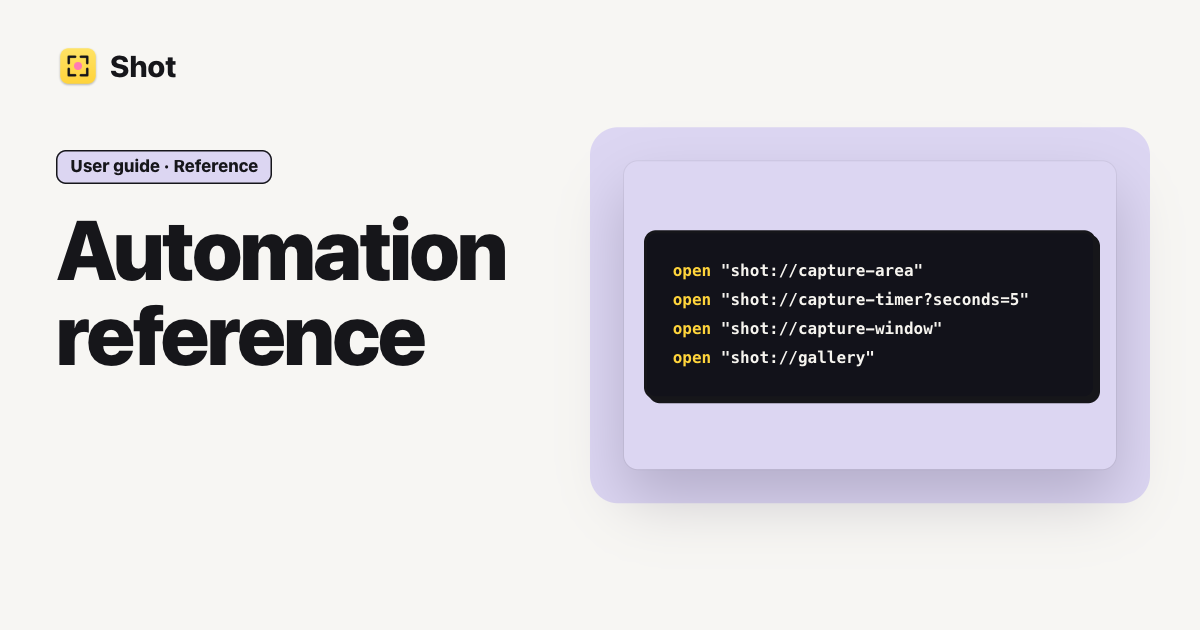 Shot
User guide · Reference
Automation
reference
open "shot://capture-area"
open "shot://capture-timer?seconds=5"
open "shot://capture-window"
open "shot://gallery"